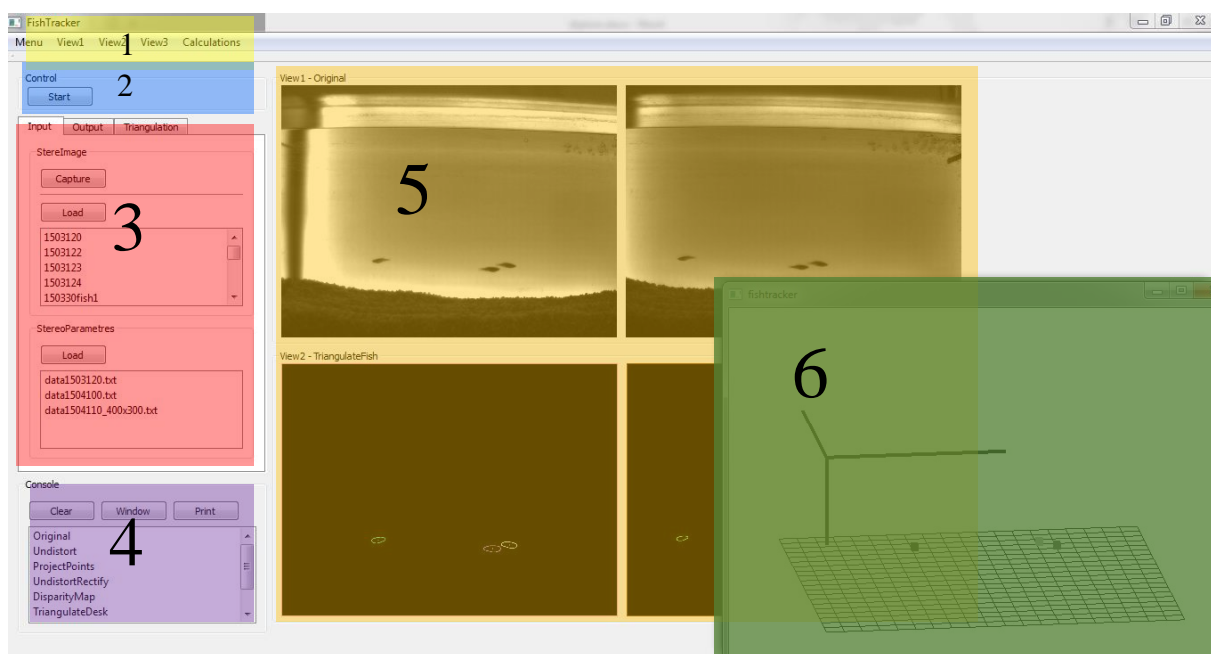 FishTracker
Menu View1 View2 View3 Calculations
1
Control
2
Start
Input Output Triangulation
StereImage
Capture
Load
3
1503120
1503122
1503123
1503124
150330fish1
StereoParametres
Load
data1503120.txt
data1504100.txt
data1504110_400x300.txt
Console
Clear Window Print
4
Original
Undistort
ProjectPoints
UndistortRectify
DisparityMap
TriangulateDesk
View1 - Original
5
View2 - TriangulateFish
fishtracker
6